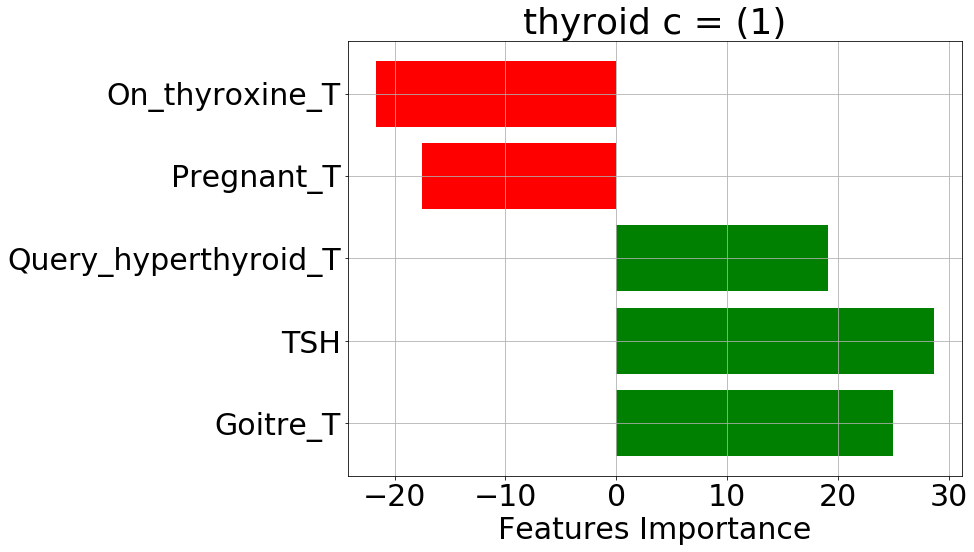 thyroid c = (1)
On_thyroxine_T
Pregnant_T
Query_hyperthyroid_T
TSH
Goitre_T
−20 −10 0 10 20 30
Features Importance